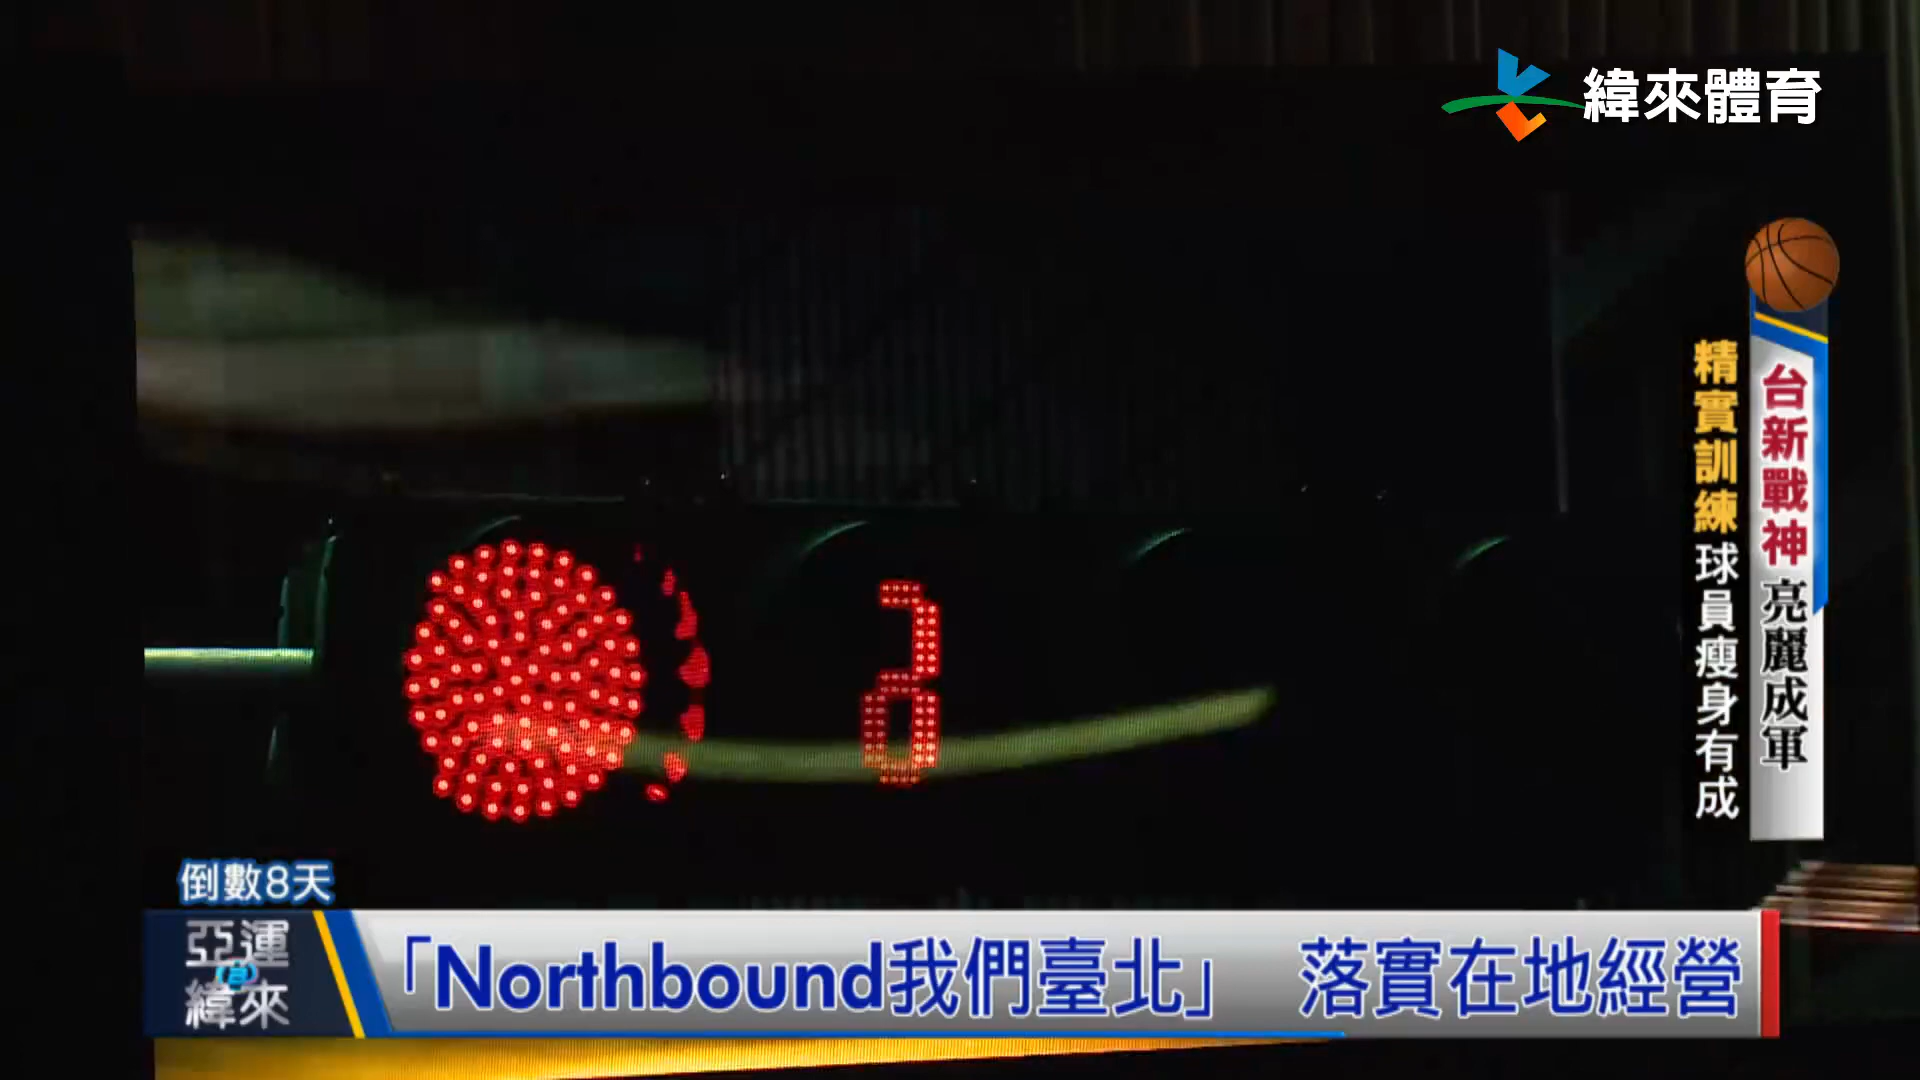 緯來體育
台新戰神 亮麗成軍
精實訓練 球員瘦身有成
倒數8天
亞運
@
緯來
「Northbound我們臺北」 落實在地經營